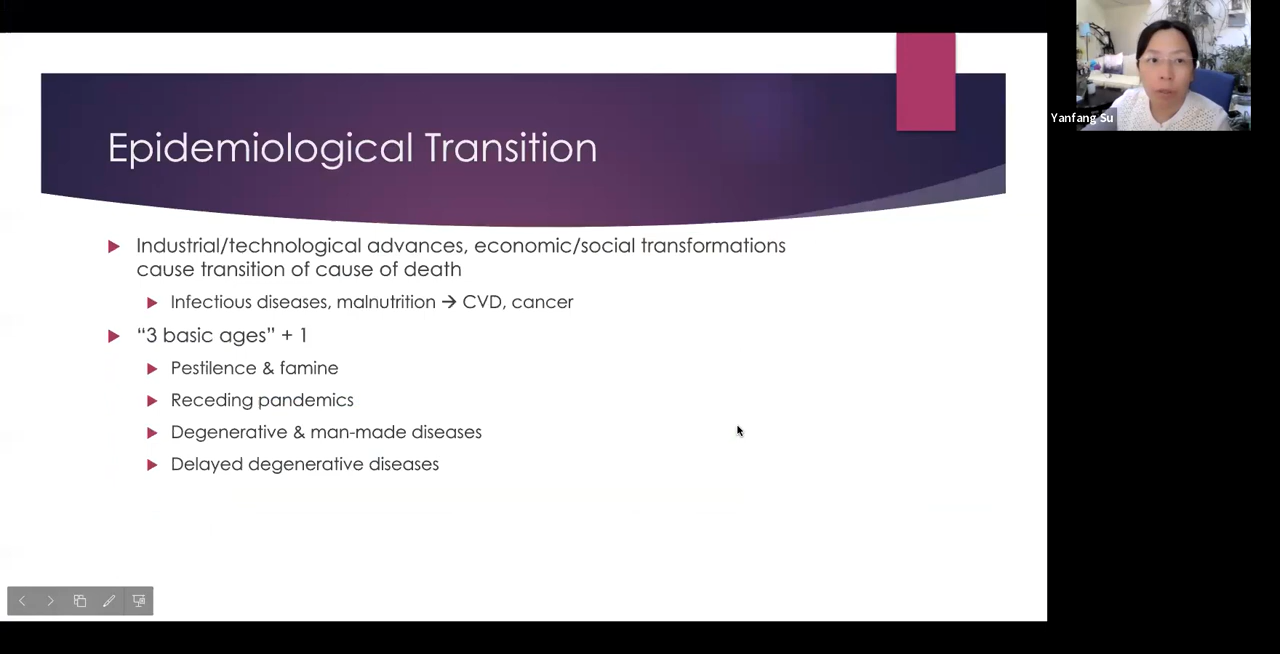 Epidemiological Transition
Industrial/technological advances, economic/social transformations
cause transition of cause of death
Infectious diseases, malnutrition → CVD, cancer
“3 basic ages” + 1
Pestilence & famine
Receding pandemics
Degenerative & man-made diseases
Delayed degenerative diseases
Yanfang Su